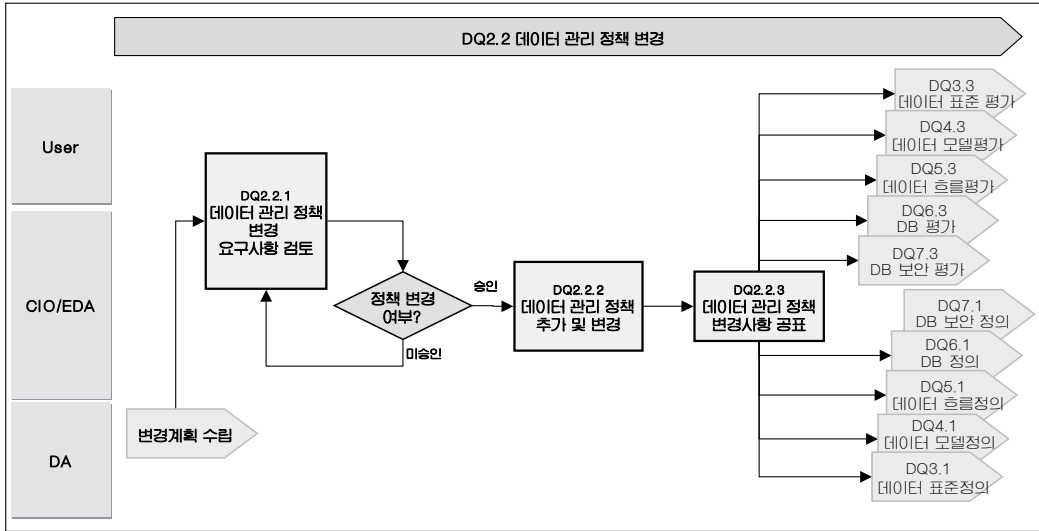 DQ2.2 데이터 관리 정책 변경
User
CIO/EDA
DA
변경계획 수립
DQ2.2.1
데이터 관리 정책
변경
요구사항 검토
정책 변경
여부?
승인
미승인
DQ2.2.2
데이터 관리 정책
추가 및 변경
DQ2.2.3
데이터 관리 정책
변경사항 공표
DQ3.3
데이터 표준 평가
DQ4.3
데이터 모델평가
DQ5.3
데이터 흐름평가
DQ6.3
DB 평가
DQ7.3
DB 보안 평가
DQ7.1
DB 보안 정의
DQ6.1
DB 정의
DQ5.1
데이터 흐름정의
DQ4.1
데이터 모델정의
DQ3.1
데이터 표준정의